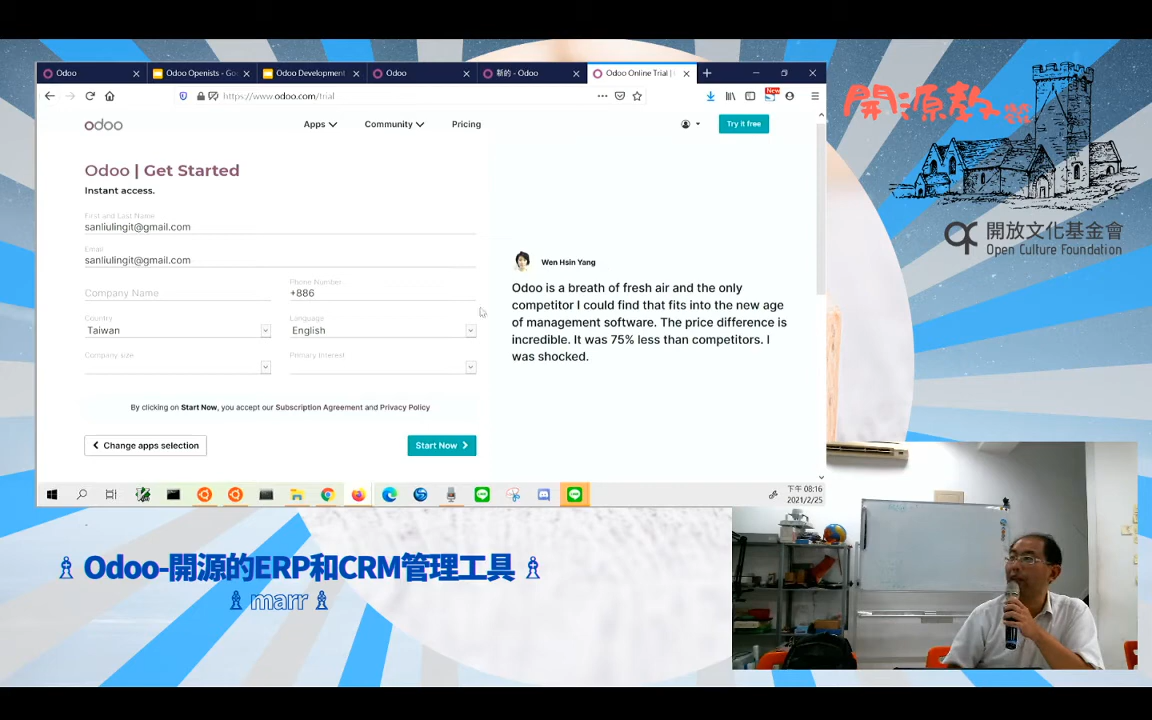 Odoo
Odoo Openists - Go
Odoo Development
Odoo
新的 - Odoo
Odoo Online Trial |
https://www.odoo.com/trial
New
odoo
Apps
Community
Pricing
Try it free
Odoo | Get Started
Instant access.
First and Last Name
sanliulingit@gmail.com
Email
sanliulingit@gmail.com
Company Name
Phone Number
+886
Country
Taiwan
Language
English
Company size
Primary Interest
By clicking on Start Now, you accept our Subscription Agreement and Privacy Policy
Change apps selection
Start Now
Wen Hsin Yang
Odoo is a breath of fresh air and the only
competitor I could find that fits into the new age
of management software. The price difference is
incredible. It was 75% less than competitors. I
was shocked.
下午 08:16
2021/2/25
開源教
開放文化基金會
Open Culture Foundation
Odoo-開源的ERP和CRM管理工具
marr